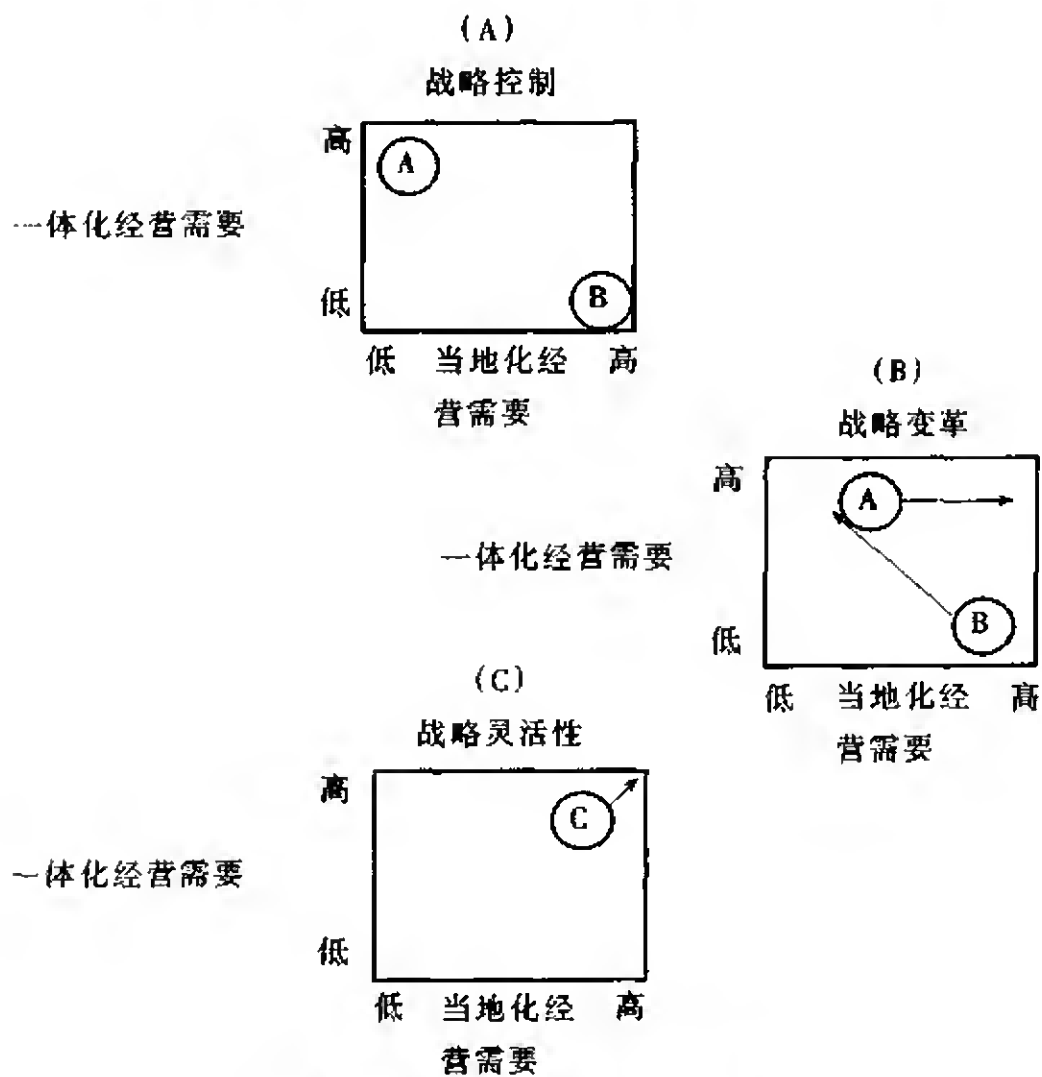 (A)
战略控制
高
A
一体化经营需要
低
B
低 当地化经 高
营需要
(B)
战略变革
高
A
一体化经营需要
低
B
低 当地化经 高
营需要
(C)
战略灵活性
高
C
一体化经营需要
低
低 当地化经 高
营需要